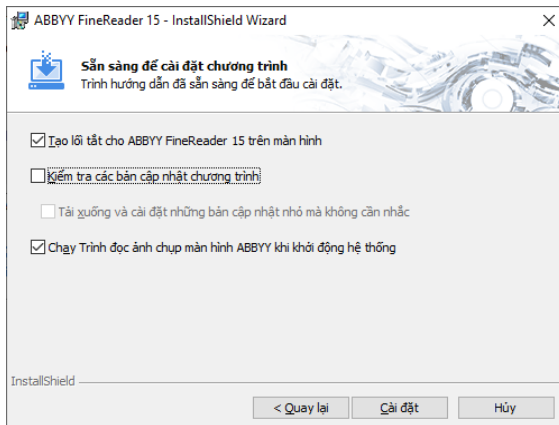 ABBYY FineReader 15 - InstallShield Wizard
Sẵn sàng để cài đặt chương trình
Trình hướng dẫn đã sẵn sàng để bắt đầu cài đặt.
Tạo lối tắt cho ABBYY FineReader 15 trên màn hình
Kiểm tra các bản cập nhật chương trình
Tải xuống và cài đặt những bản cập nhật nhỏ mà không cần nhắc
Chạy Trình đọc ảnh chụp màn hình ABBYY khi khởi động hệ thống
InstallShield
< Quay lại Cài đặt Hủy